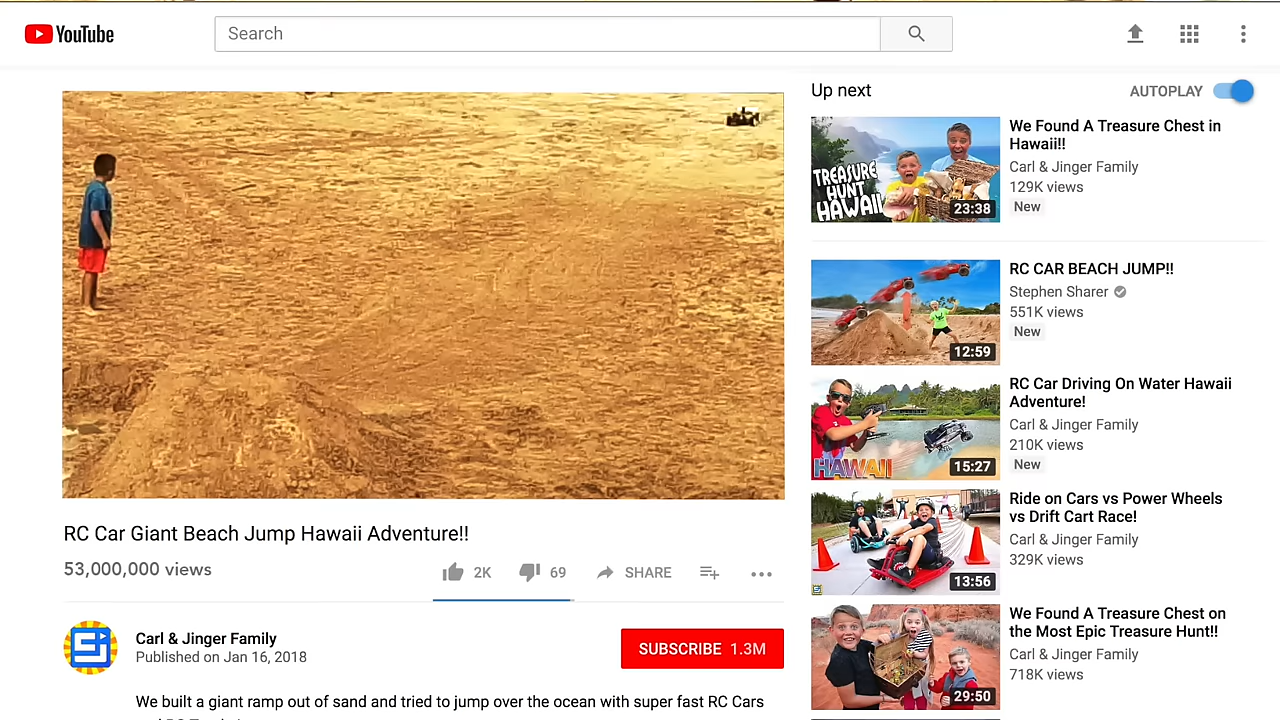 YouTube
Search
Up next
AUTOPLAY
TREASURE
HUNT
HAWAII
23:38
We Found A Treasure Chest in
Hawaii!!
Carl & Jinger Family
129K views
New
12:59
RC CAR BEACH JUMP!!
Stephen Sharer
551K views
New
HAWAII
15:27
RC Car Driving On Water Hawaii
Adventure!
Carl & Jinger Family
210K views
New
13:56
Ride on Cars vs Power Wheels
vs Drift Cart Race!
Carl & Jinger Family
329K views
29:50
We Found A Treasure Chest on
the Most Epic Treasure Hunt!!
Carl & Jinger Family
718K views
RC Car Giant Beach Jump Hawaii Adventure!!
53,000,000 views
2K
69
SHARE
Carl & Jinger Family
Published on Jan 16, 2018
SUBSCRIBE 1.3M
We built a giant ramp out of sand and tried to jump over the ocean with super fast RC Cars